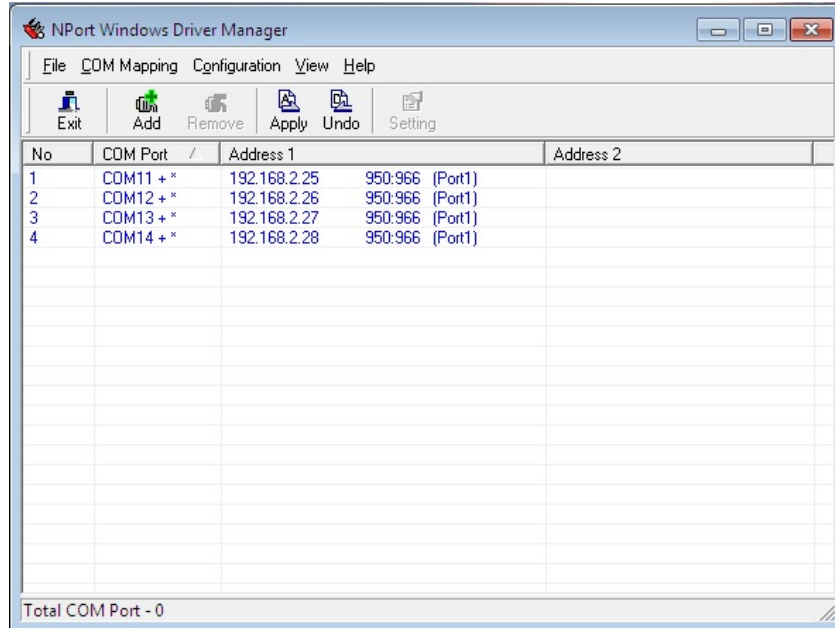 NPort Windows Driver Manager
File COM Mapping Configuration View Help
Exit Add Remove Apply Undo Setting
No COM Port Address 1 Address 2
1 COM11 + * 192.168.2.25 950:966 (Port1)
2 COM12 + * 192.168.2.26 950:966 (Port1)
3 COM13 + * 192.168.2.27 950:966 (Port1)
4 COM14 + * 192.168.2.28 950:966 (Port1)
Total COM Port - 0